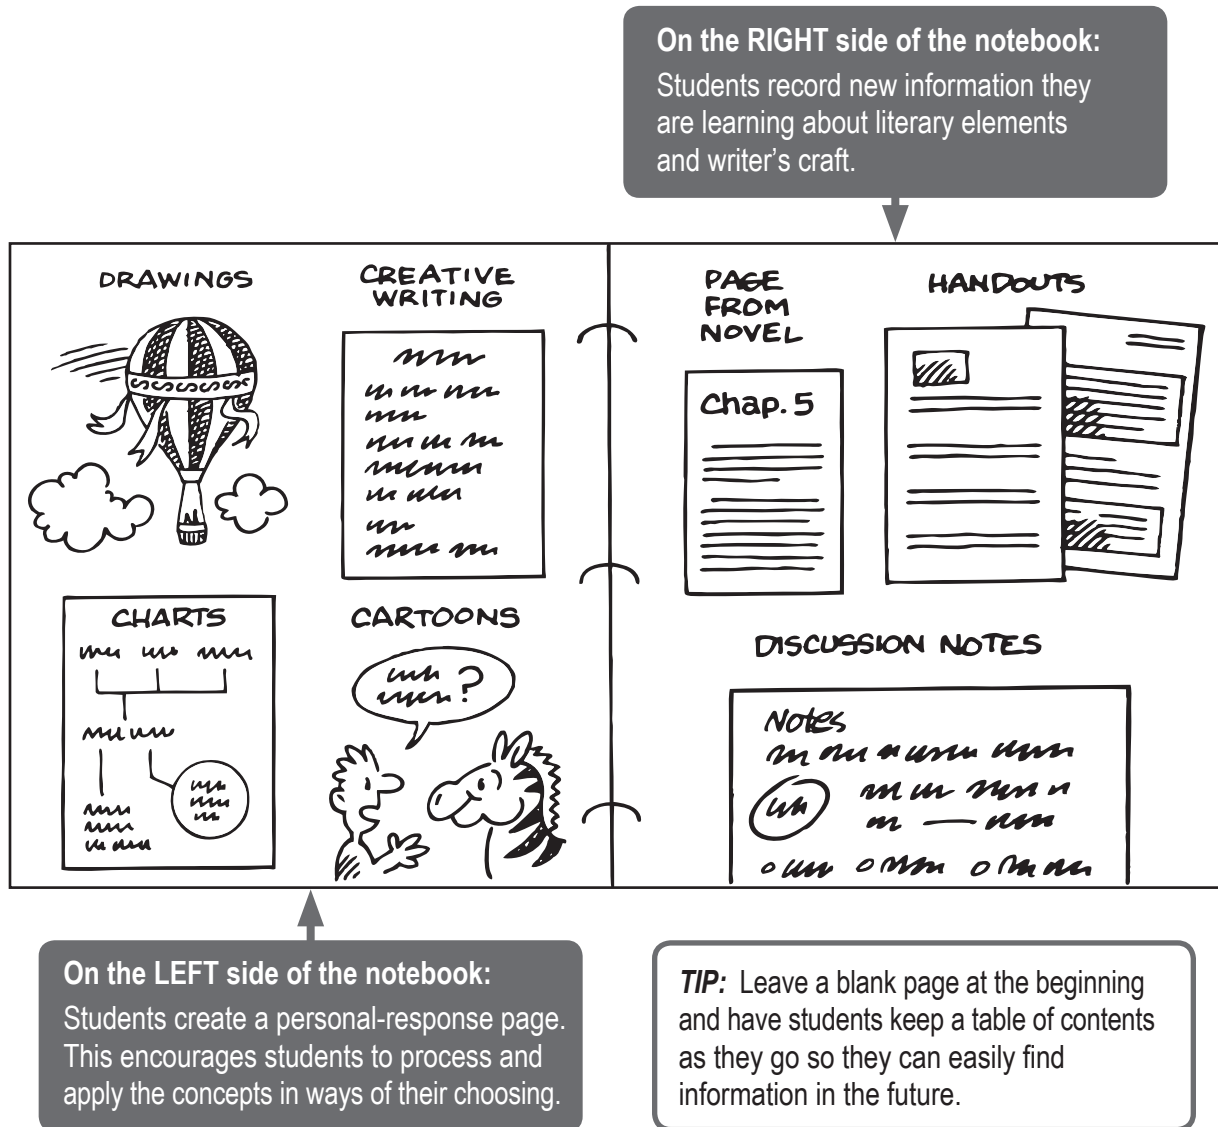 On the RIGHT side of the notebook:
Students record new information they
are learning about literary elements
and writer's craft.
DRAWINGS
CREATIVE
WRITING
CHARTS
CARTOONS
?
PAGE
FROM
NOVEL
Chap. 5
HANDOUTS
DISCUSSION NOTES
Notes
On the LEFT side of the notebook:
Students create a personal-response page.
This encourages students to process and
apply the concepts in ways of their choosing.
TIP: Leave a blank page at the beginning
and have students keep a table of contents
as they go so they can easily find
information in the future.